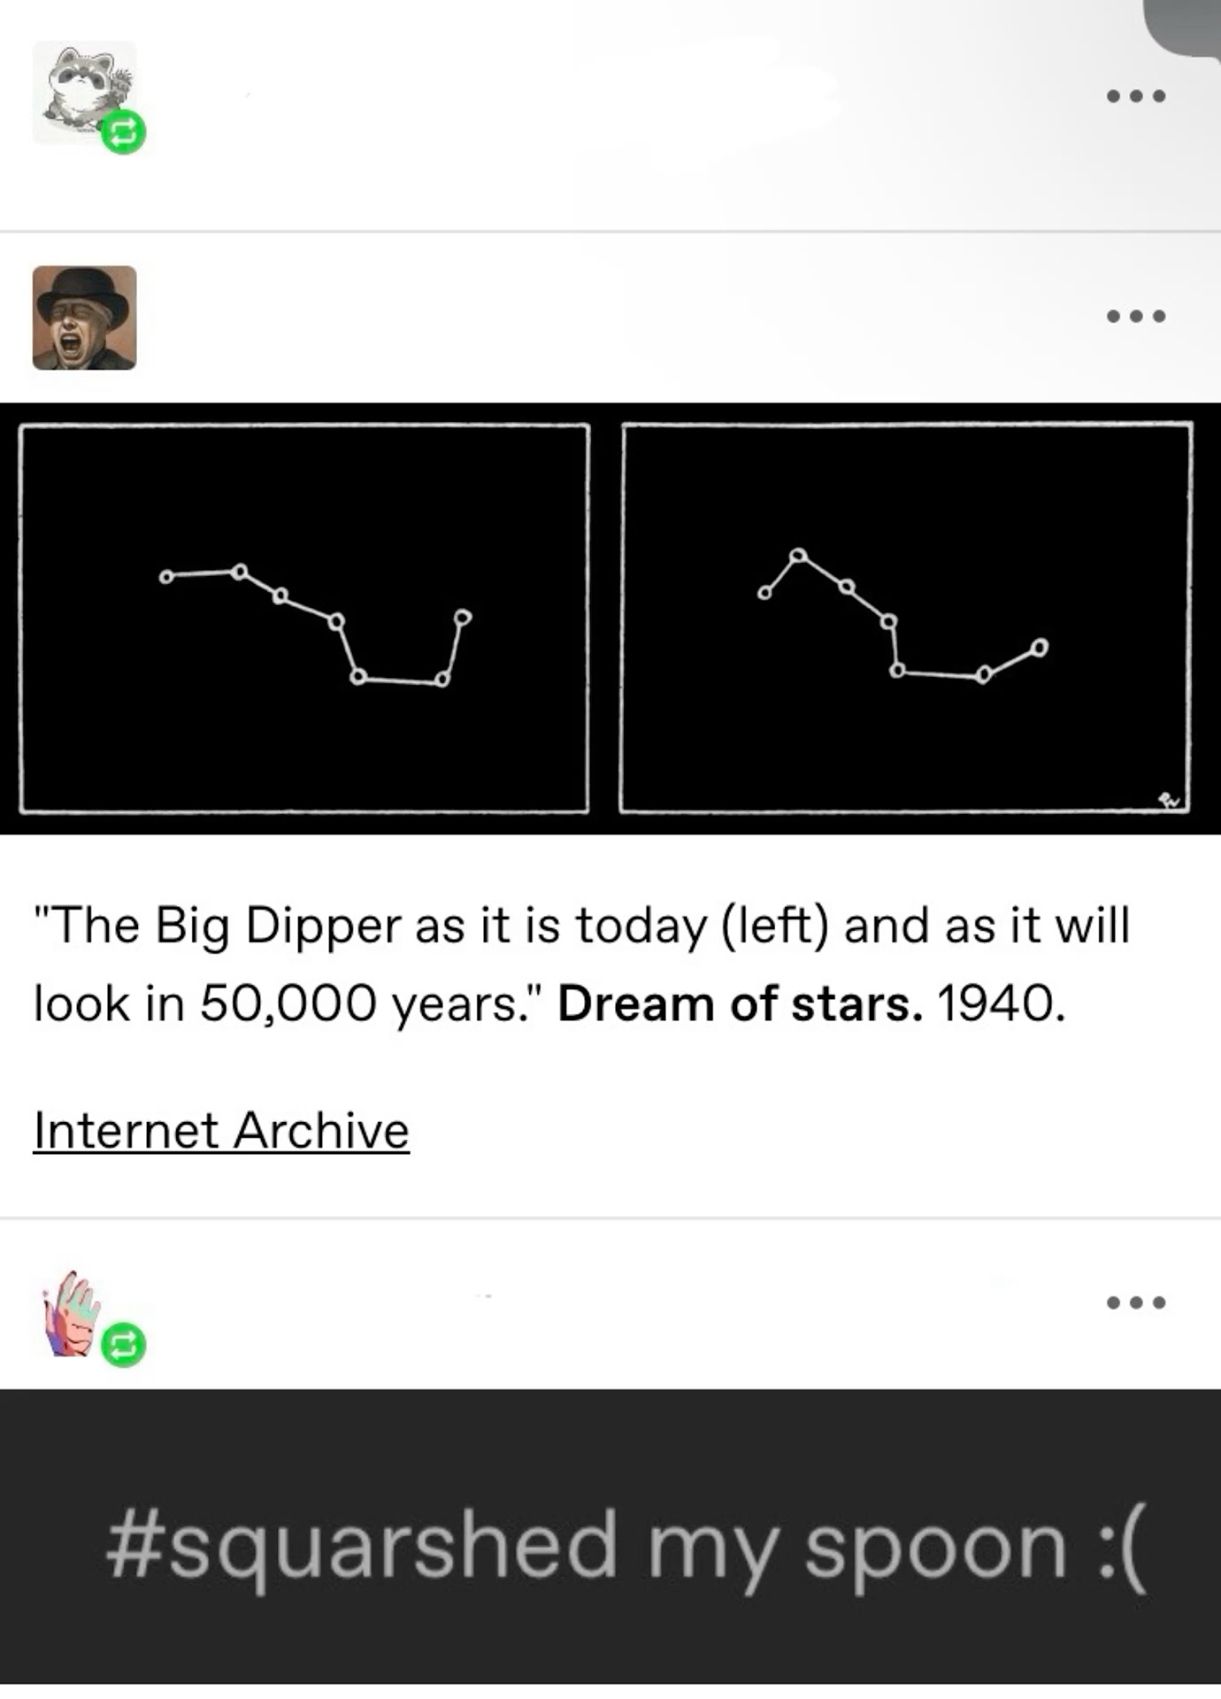 "The Big Dipper as it is today (left) and as it will
look in 50,000 years." Dream of stars. 1940.
Internet Archive
#squarshed my spoon :(